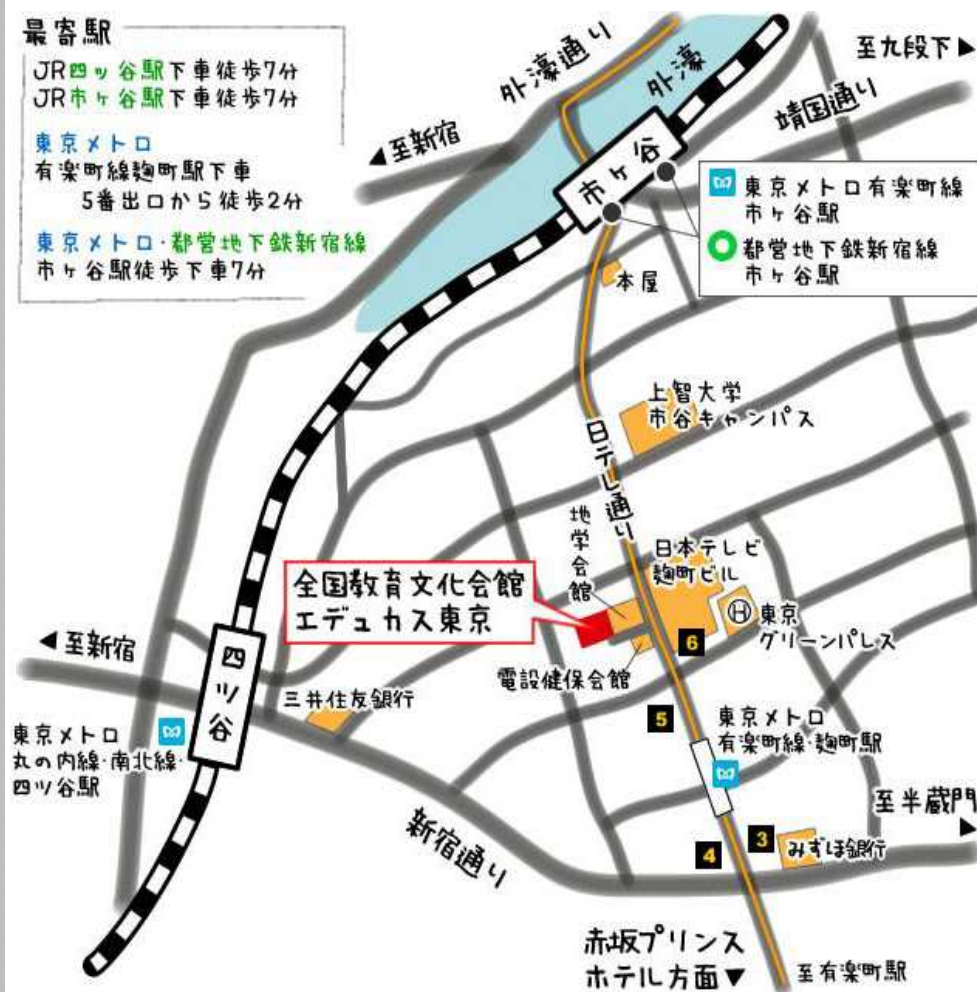 最寄駅
JR四ッ谷駅下車徒歩7分
JR市ヶ谷駅下車徒歩7分
東京メトロ
有楽町線麹町駅下車
5番出口から徒歩2分
東京メトロ・都営地下鉄新宿線
市ヶ谷駅徒歩下車7分
外濠通り
外濠
至九段下▶
靖国通り
◀至新宿
市ヶ谷
東京メトロ有楽町線
市ヶ谷駅
都営地下鉄新宿線
市ヶ谷駅
本屋
上智大学
市谷キャンパス
日テレ通り
地学会館
日本テレビ
麹町ビル
全国教育文化会館
エデュカス東京
H 東京
グリーンパレス
6
電設健保会館
◀至新宿
四ツ谷
三井住友銀行
5
東京メトロ
有楽町線・麹町駅
東京メトロ
丸の内線・南北線・
四ツ谷駅
至半蔵門
▶
新宿通り
4
3
みずほ銀行
赤坂プリンス
ホテル方面▼
至有楽町駅